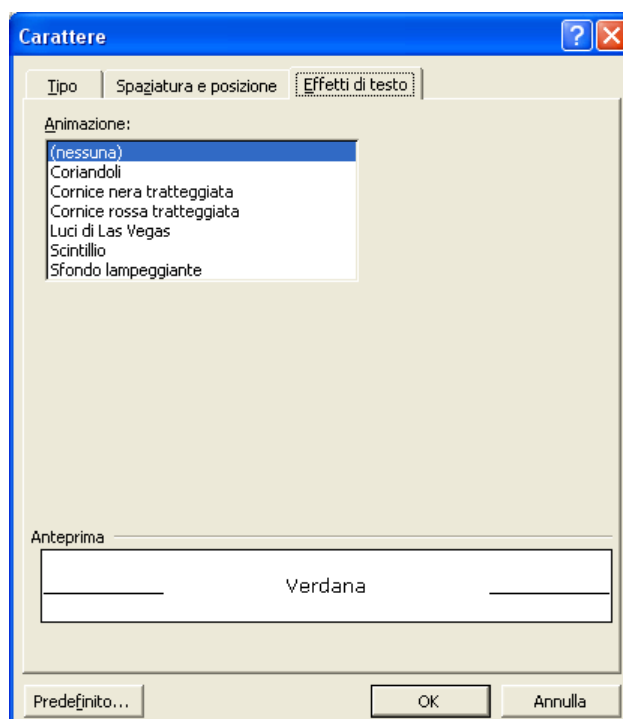 Carattere
Tipo Spaziatura e posizione Effetti di testo
Animazione:
(nessuna)
Coriandoli
Cornice nera tratteggiata
Cornice rossa tratteggiata
Luci di Las Vegas
Scintillio
Sfondo lampeggiante
Anteprima
Verdana
Predefinito... OK Annulla